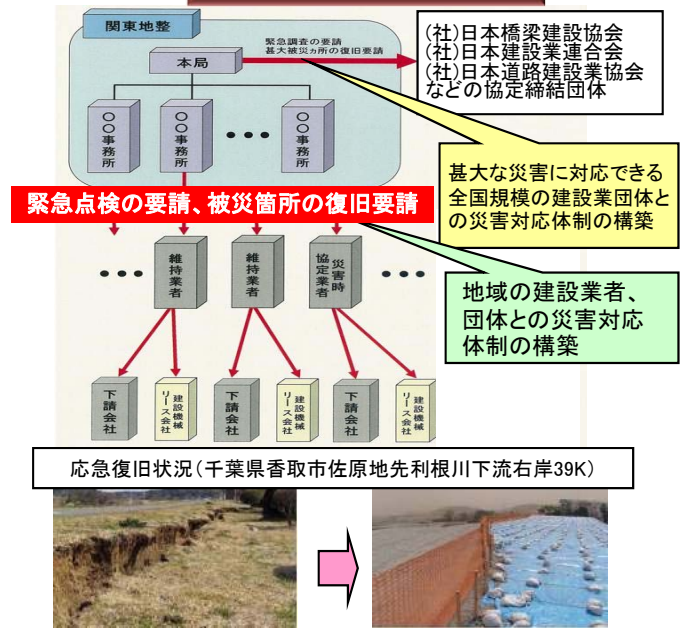 関東地整
本局
緊急調査の要請
甚大被災ヵ所の復旧要請
(社)日本橋梁建設協会
(社)日本建設業連合会
(社)日本道路建設業協会
などの協定締結団体
〇〇事務所
〇〇事務所
•••
〇〇事務所
甚大な災害に対応できる
全国規模の建設業団体と
の災害対応体制の構築
緊急点検の要請、被災箇所の復旧要請
•••
維持業者
維持業者
災害時
協定業者
••••
地域の建設業者、
団体との災害対応
体制の構築
下請会社
建設機械
リース会社
下請会社
建設機械
リース会社
下請会社
建設機械
リース会社
応急復旧状況(千葉県香取市佐原地先利根川下流右岸39K)